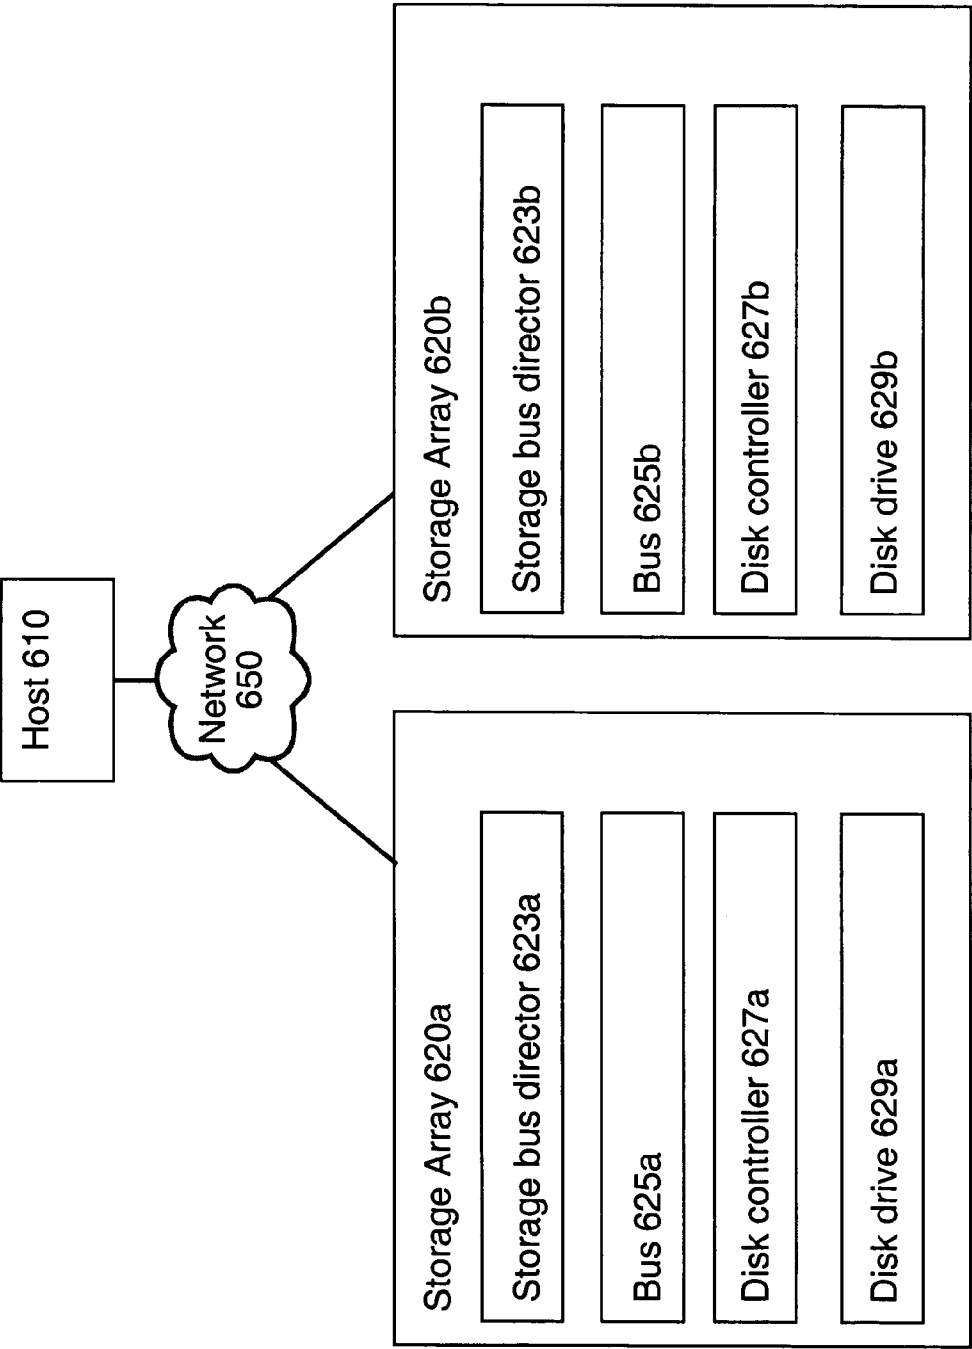 Host 610
Network
650
Storage Array 620a
Storage bus director 623a
Bus 625a
Disk controller 627a
Disk drive 629a
Storage Array 620b
Storage bus director 623b
Bus 625b
Disk controller 627b
Disk drive 629b